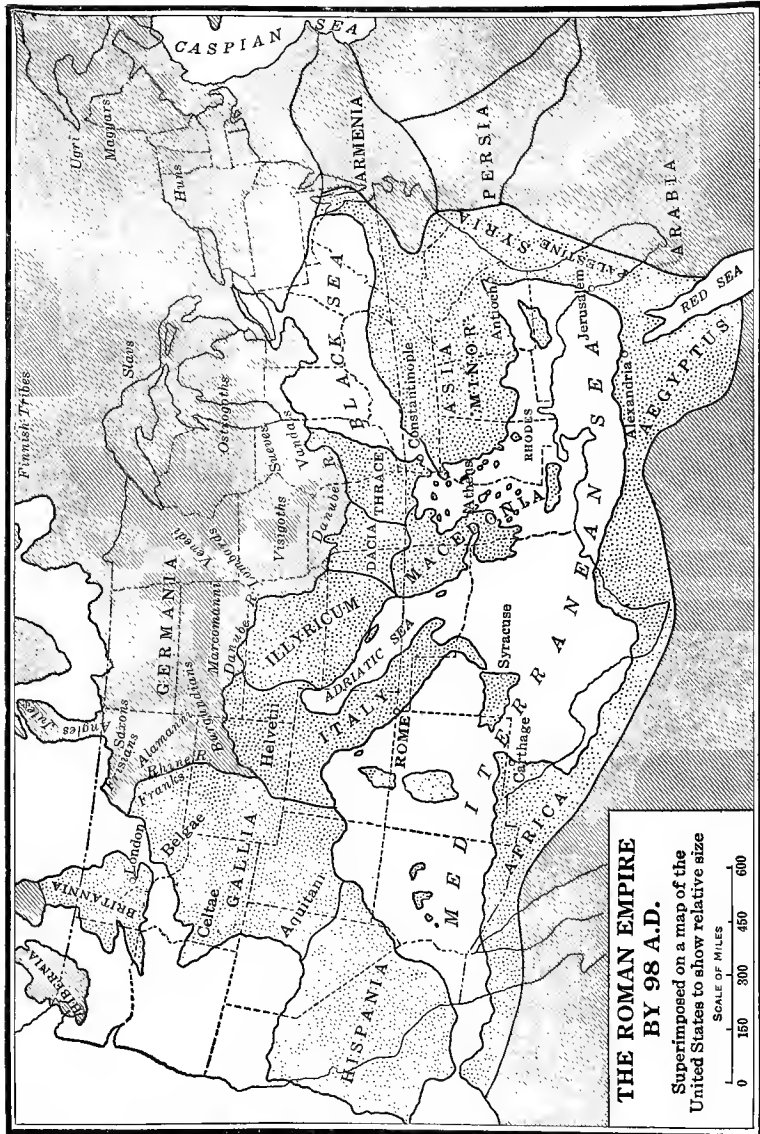 THE ROMAN EMPIRE
BY 98 A.D.
Superimposed on a map of the
United States to show relative size
SCALE OF MILES
0 150 300 450 600
HIBERNIA
BRITANNIA
London
Jutes
Angles
Saxons
Frisians
Franks
Rhine R.
Alamanni
Burgundians
GERMANIA
Marcomanni
Danube R.
Lombards
Venedi
Visigoths
Vandals
Sueves
Ostrogoths
Slavs
Finnish Tribes
Ugri
Magyars
Huns
CASPIAN SEA
Belgae
Celtae
GALLIA
Aquitani
Helvetii
HISPANIA
ITALY
ROME
ADRIATIC SEA
ILLYRICUM
DACIA
THRACE
Danube R.
MACEDONIA
Athens
Constantinople
BLACK SEA
ASIA MINOR
ARMENIA
PERSIA
SYRIA
Antioch
PALESTINE
Jerusalem
ARABIA
RED SEA
RHODES
Syracuse
Carthage
AFRICA
MEDITERRANEAN SEA
Alexandria
AEGYPTUS